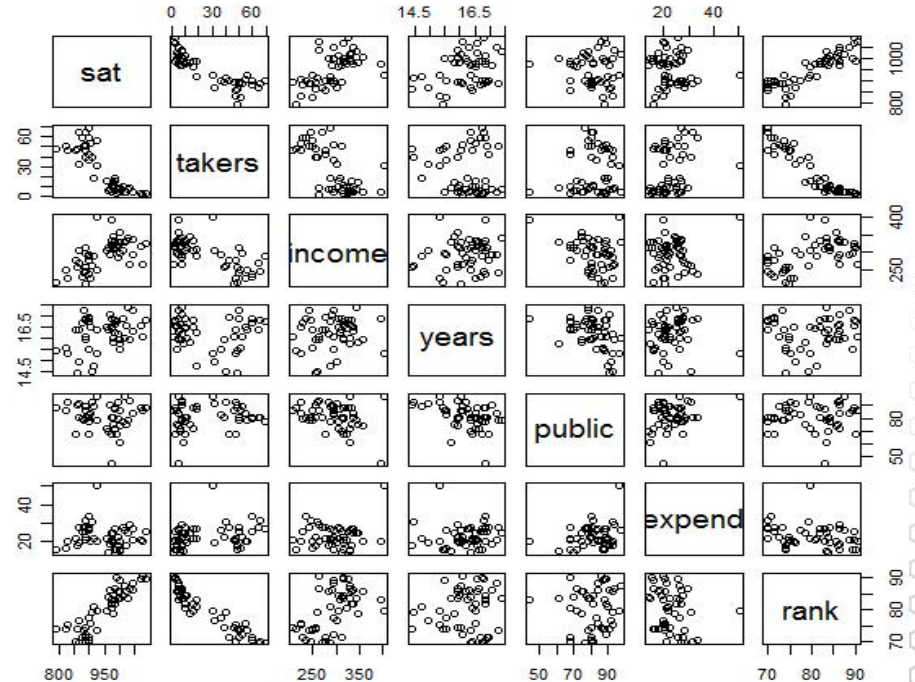 0 30 60 14.5 16.5 20 40
sat 800 1000
0 30 60 takers
income 250 400
14.5 16.5 years
public 50 80
20 40 expend
rank 70 80 90
800 950 250 350 50 70 90 70 80 90